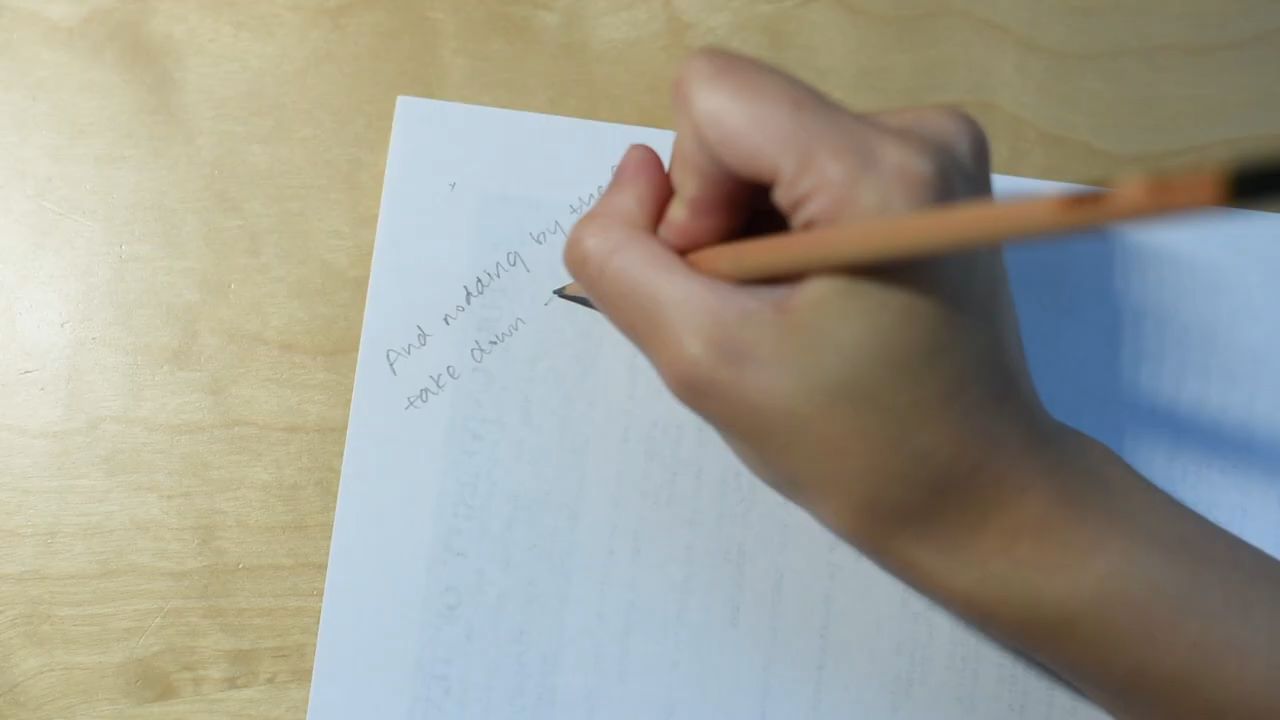 And nodding by the
take down